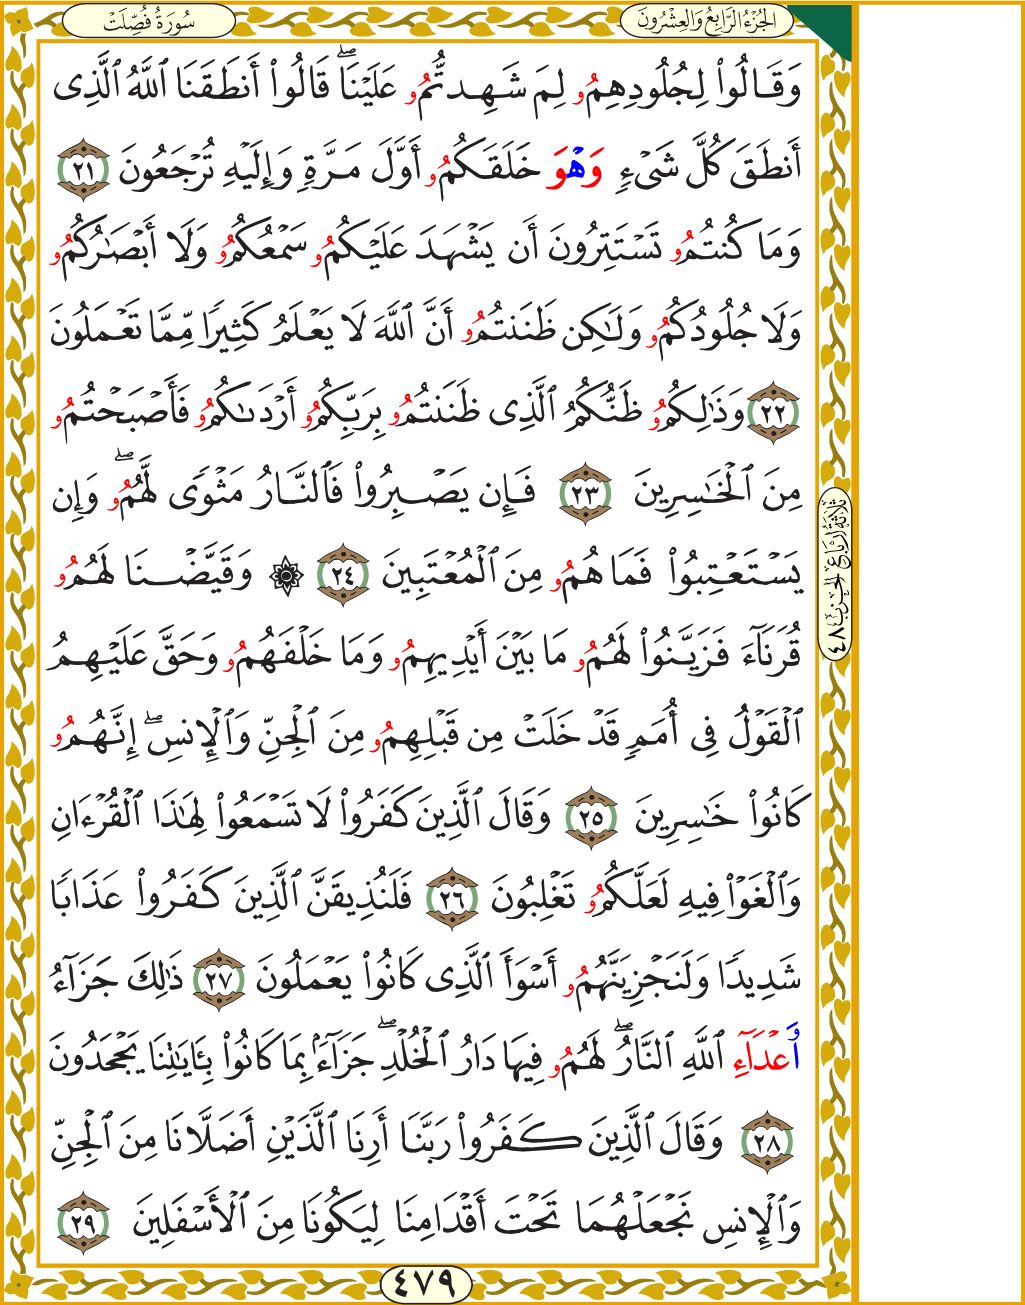 سُورَةُ فُصِّلَتْ
الجُزْءُ الرَّابِعُ وَالعِشْرُونَ
وَقَالُواْ لِجُلُودِهِمُۥ لِمَ شَهِدتُّمُۥ عَلَيْنَاۖ قَالُواْ أَنطَقَنَا ٱللَّهُ ٱلَّذِى
أَنطَقَ كُلَّ شَىْءٍ وَهْوَ خَلَقَكُمُۥ أَوَّلَ مَرَّةٍ وَإِلَيْهِ تُرْجَعُونَ ٢١
وَمَا كُنتُمُۥ تَسْتَتِرُونَ أَن يَشْهَدَ عَلَيْكُمُۥ سَمْعُكُمُۥ وَلَا أَبْصَٰرُكُمُۥ
وَلَا جُلُودُكُمُۥ وَلَٰكِن ظَنَنتُمُۥ أَنَّ ٱللَّهَ لَا يَعْلَمُ كَثِيرًا مِّمَّا تَعْمَلُونَ
٢٢ وَذَٰلِكُمُۥ ظَنُّكُمُ ٱلَّذِى ظَنَنتُمُۥ بِرَبِّكُمُۥ أَرْدَىٰكُمُۥ فَأَصْبَحْتُمُۥ
مِنَ ٱلْخَٰسِرِينَ ٢٣ فَإِن يَصْبِرُواْ فَٱلنَّارُ مَثْوًى لَّهُمُۥۖ وَإِن
يَسْتَعْتِبُواْ فَمَا هُمُۥ مِنَ ٱلْمُعْتَبِينَ ٢٤ ۞ وَقَيَّضْنَا لَهُمُۥ
قُرَنَآءَ فَزَيَّنُواْ لَهُمُۥ مَا بَيْنَ أَيْدِيهِمُۥ وَمَا خَلْفَهُمُۥ وَحَقَّ عَلَيْهِمُ
ٱلْقَوْلُ فِى أُمَمٍ قَدْ خَلَتْ مِن قَبْلِهِمُۥ مِنَ ٱلْجِنِّ وَٱلْإِنسِۖ إِنَّهُمُۥ
كَانُواْ خَٰسِرِينَ ٢٥ وَقَالَ ٱلَّذِينَ كَفَرُواْ لَا تَسْمَعُواْ لِهَٰذَا ٱلْقُرْءَانِ
وَٱلْغَوْاْ فِيهِ لَعَلَّكُمُۥ تَغْلِبُونَ ٢٦ فَلَنُذِيقَنَّ ٱلَّذِينَ كَفَرُواْ عَذَابًا
شَدِيدًا وَلَنَجْزِيَنَّهُمُۥ أَسْوَأَ ٱلَّذِى كَانُواْ يَعْمَلُونَ ٢٧ ذَٰلِكَ جَزَآءُ
أَعْدَآءِ ٱللَّهِ ٱلنَّارُۖ لَهُمُۥ فِيهَا دَارُ ٱلْخُلْدِۖ جَزَآءًۢ بِمَا كَانُواْ بِـَٔايَٰتِنَا يَجْحَدُونَ
٢٨ وَقَالَ ٱلَّذِينَ كَفَرُواْ رَبَّنَا أَرِنَا ٱلَّذَيْنِ أَضَلَّانَا مِنَ ٱلْجِنِّ
وَٱلْإِنسِ نَجْعَلْهُمَا تَحْتَ أَقْدَامِنَا لِيَكُونَا مِنَ ٱلْأَسْفَلِينَ ٢٩
ثَلَاثَةُ أَرْبَاعِ الحِزْبِ ٤٨
٤٧٩